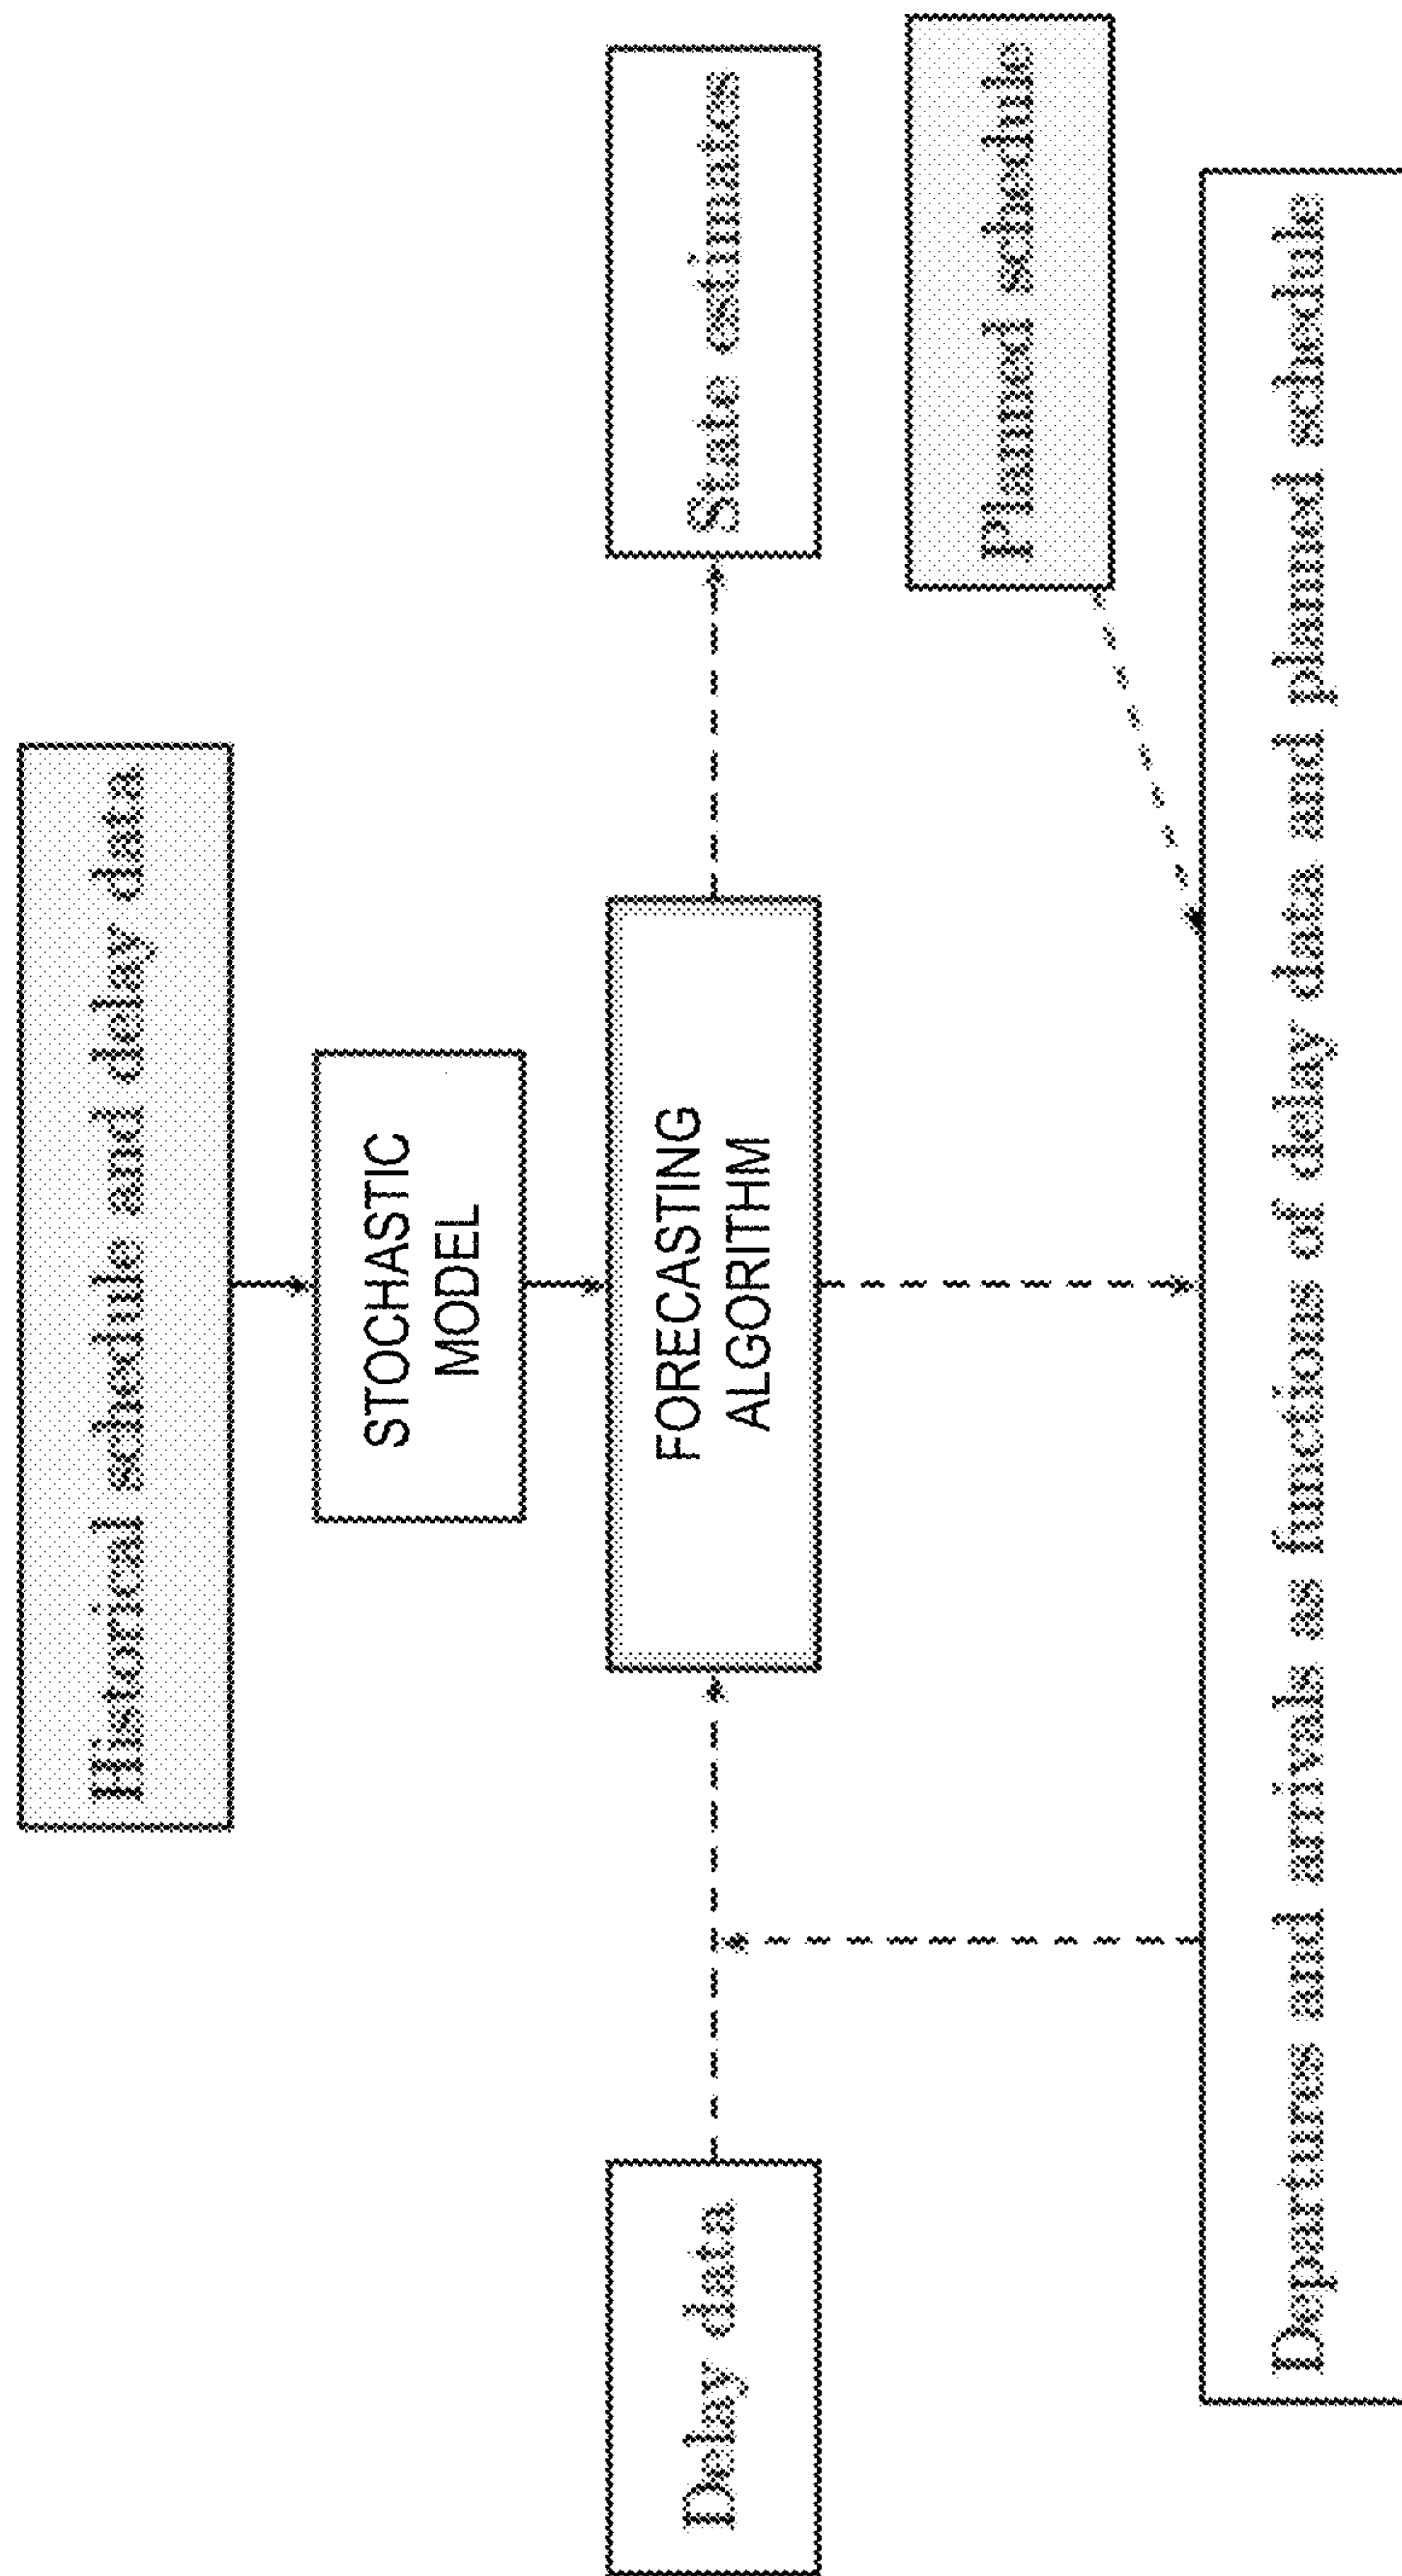 Historical schedule and delay data
STOCHASTIC
MODEL
Delay data
FORECASTING
ALGORITHM
State estimates
Planned schedule
Departures and arrivals as functions of delay data and planned schedule